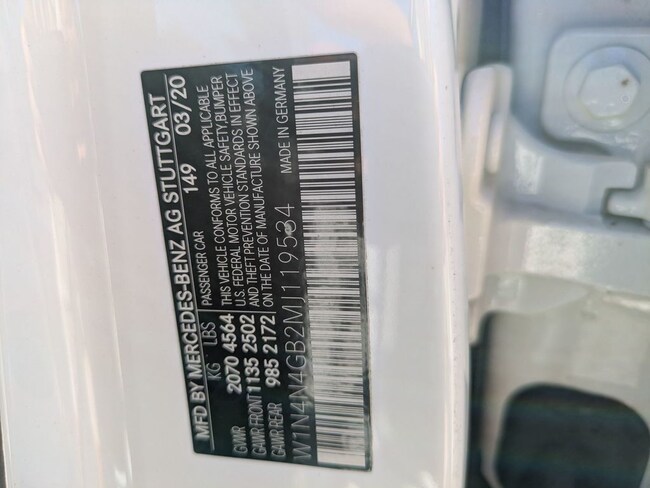 MFD BY MERCEDES-BENZ AG STUTTGART
PASSENGER CAR 149 03/20
KG LBS
GVWR 2070 4564
GAWR FRONT 1135 2502
GAWR REAR 985 2172
THIS VEHICLE CONFORMS TO ALL APPLICABLE
U.S. FEDERAL MOTOR VEHICLE SAFETY, BUMPER
AND THEFT PREVENTION STANDARDS IN EFFECT
ON THE DATE OF MANUFACTURE SHOWN ABOVE
W1N4N4GB2MJ119534 MADE IN GERMANY